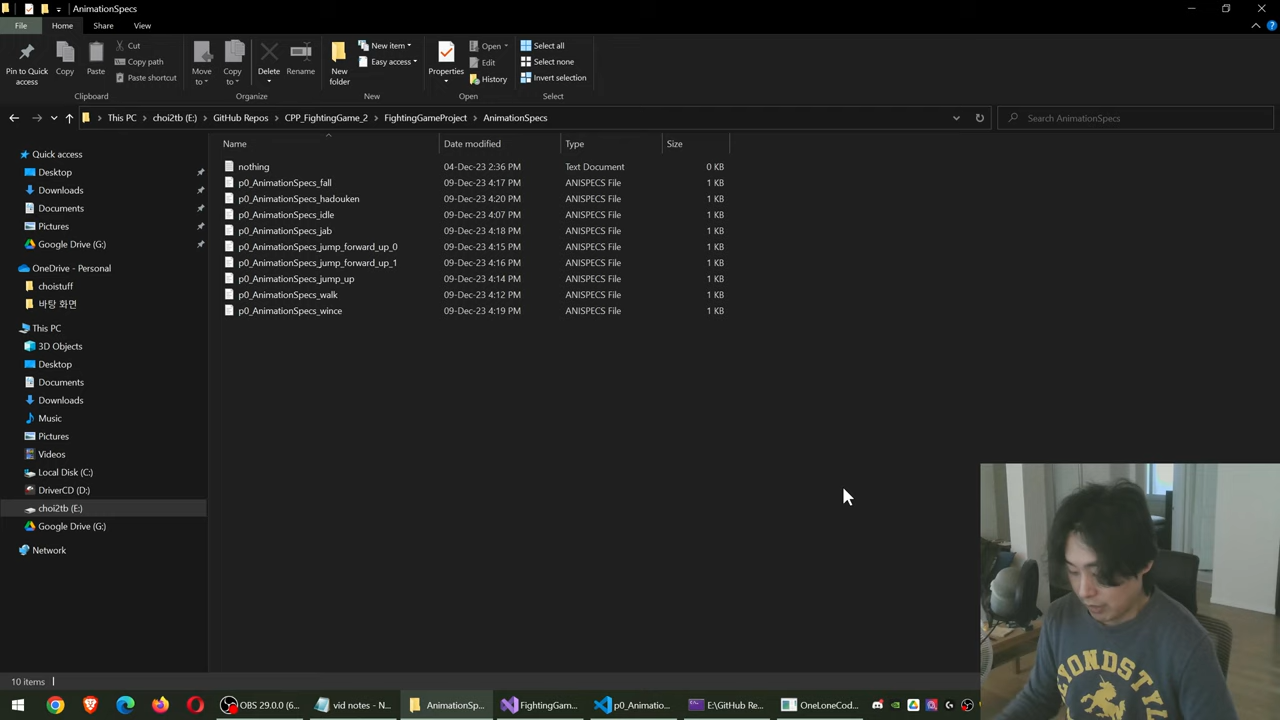 AnimationSpecs
File Home Share View
Pin to Quick access
Copy
Paste
Cut
Copy path
Paste shortcut
Move to
Copy to
Delete
Rename
New folder
New item
Easy access
Properties
Open
Edit
History
Select all
Select none
Invert selection
Clipboard Organize New Open Select
This PC > choi2tb (E:) > GitHub Repos > CPP_FightingGame_2 > FightingGameProject > AnimationSpecs
Search AnimationSpecs
Name Date modified Type Size
nothing 04-Dec-23 2:36 PM Text Document 0 KB
p0_AnimationSpecs_fall 09-Dec-23 4:17 PM ANISPECS File 1 KB
p0_AnimationSpecs_hadouken 09-Dec-23 4:20 PM ANISPECS File 1 KB
p0_AnimationSpecs_idle 09-Dec-23 4:07 PM ANISPECS File 1 KB
p0_AnimationSpecs_jab 09-Dec-23 4:18 PM ANISPECS File 1 KB
p0_AnimationSpecs_jump_forward_up_0 09-Dec-23 4:15 PM ANISPECS File 1 KB
p0_AnimationSpecs_jump_forward_up_1 09-Dec-23 4:16 PM ANISPECS File 1 KB
p0_AnimationSpecs_jump_up 09-Dec-23 4:14 PM ANISPECS File 1 KB
p0_AnimationSpecs_walk 09-Dec-23 4:12 PM ANISPECS File 1 KB
p0_AnimationSpecs_wince 09-Dec-23 4:19 PM ANISPECS File 1 KB
Quick access
Desktop
Downloads
Documents
Pictures
Google Drive (G:)
OneDrive - Personal
choistuff
바탕 화면
This PC
3D Objects
Desktop
Documents
Downloads
Music
Pictures
Videos
Local Disk (C:)
DriverCD (D:)
choi2tb (E:)
Google Drive (G:)
Network
10 items
OBS 29.0.0 (6... vid notes - N... AnimationSp... FightingGam... p0_Animatio... E:\GitHub Re... OneLoneCod...